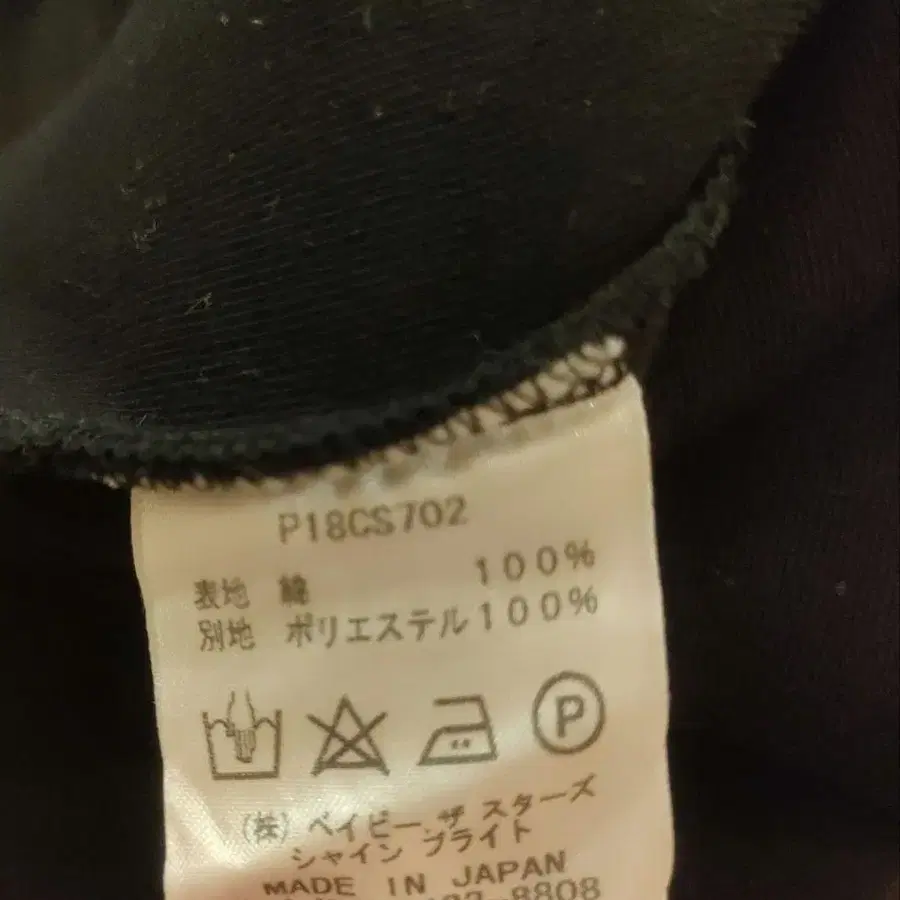 P18CS702
表地 綿 100%
別地 ポリエステル100%
P
(株) ベイビー,ザ スターズ
シャイン ブライト
MADE IN JAPAN
8808